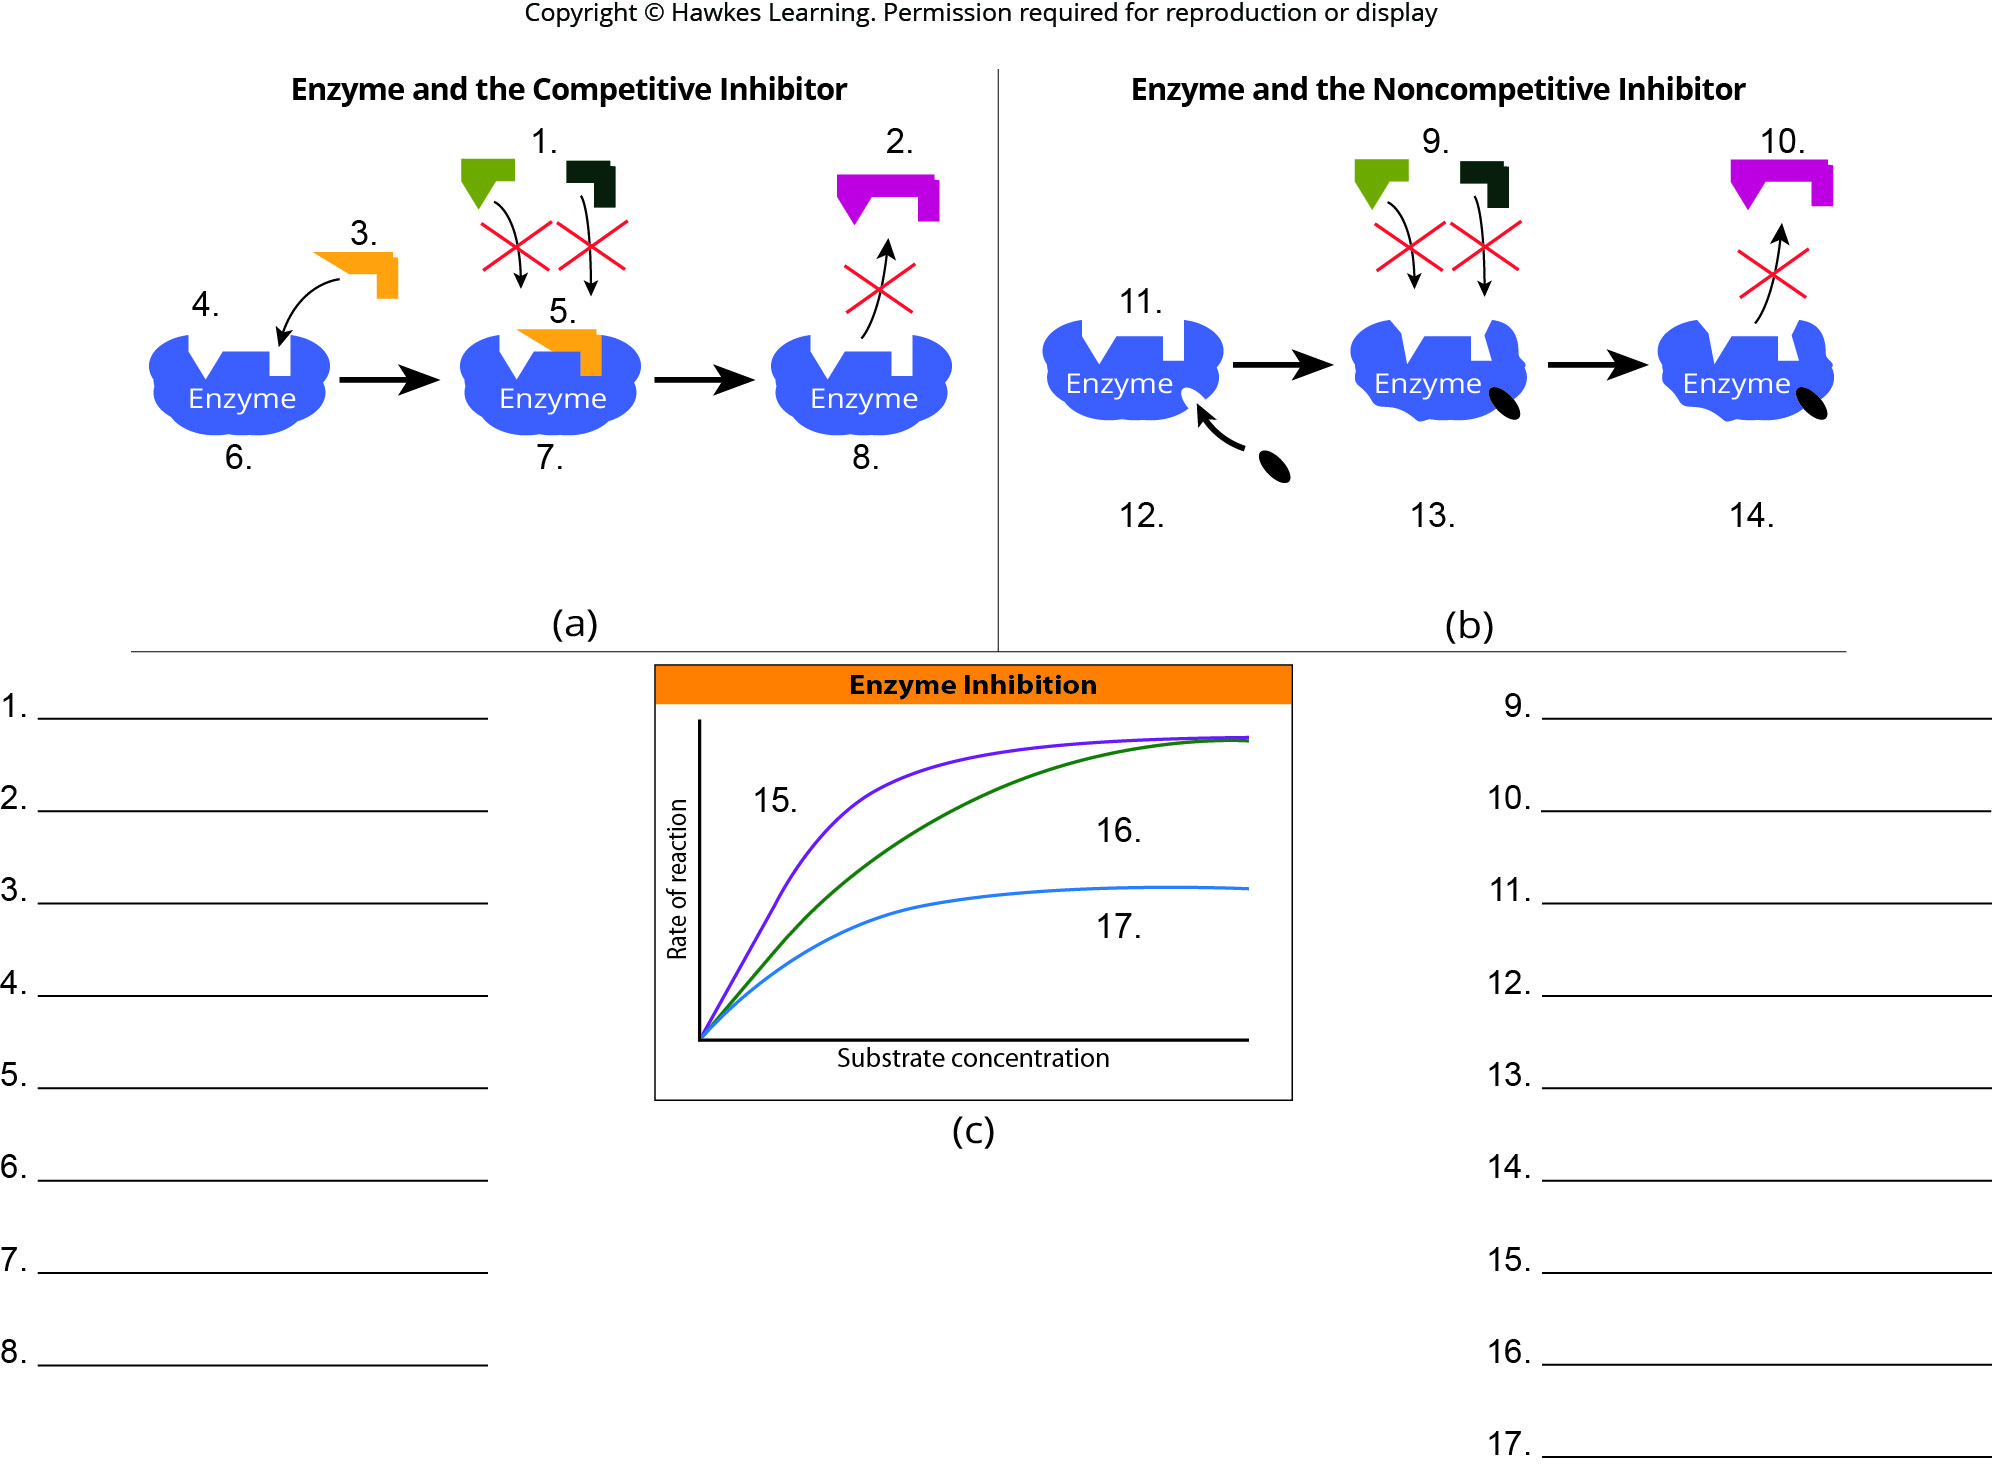 Copyright © Hawkes Learning. Permission required for reproduction or display
Enzyme and the Competitive Inhibitor
1.
2.
3.
4.
5.
Enzyme
Enzyme
Enzyme
6.
7.
8.
(a)
Enzyme and the Noncompetitive Inhibitor
9.
10.
11.
Enzyme
Enzyme
Enzyme
12.
13.
14.
(b)
1.
2.
3.
4.
5.
6.
7.
8.
Enzyme Inhibition
15.
16.
17.
Rate of reaction
Substrate concentration
(c)
9.
10.
11.
12.
13.
14.
15.
16.
17.